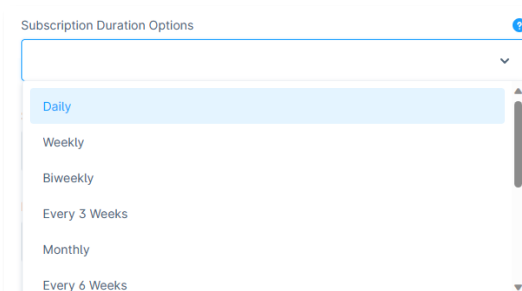 Subscription Duration Options
?
Daily
Weekly
Biweekly
Every 3 Weeks
Monthly
Every 6 Weeks